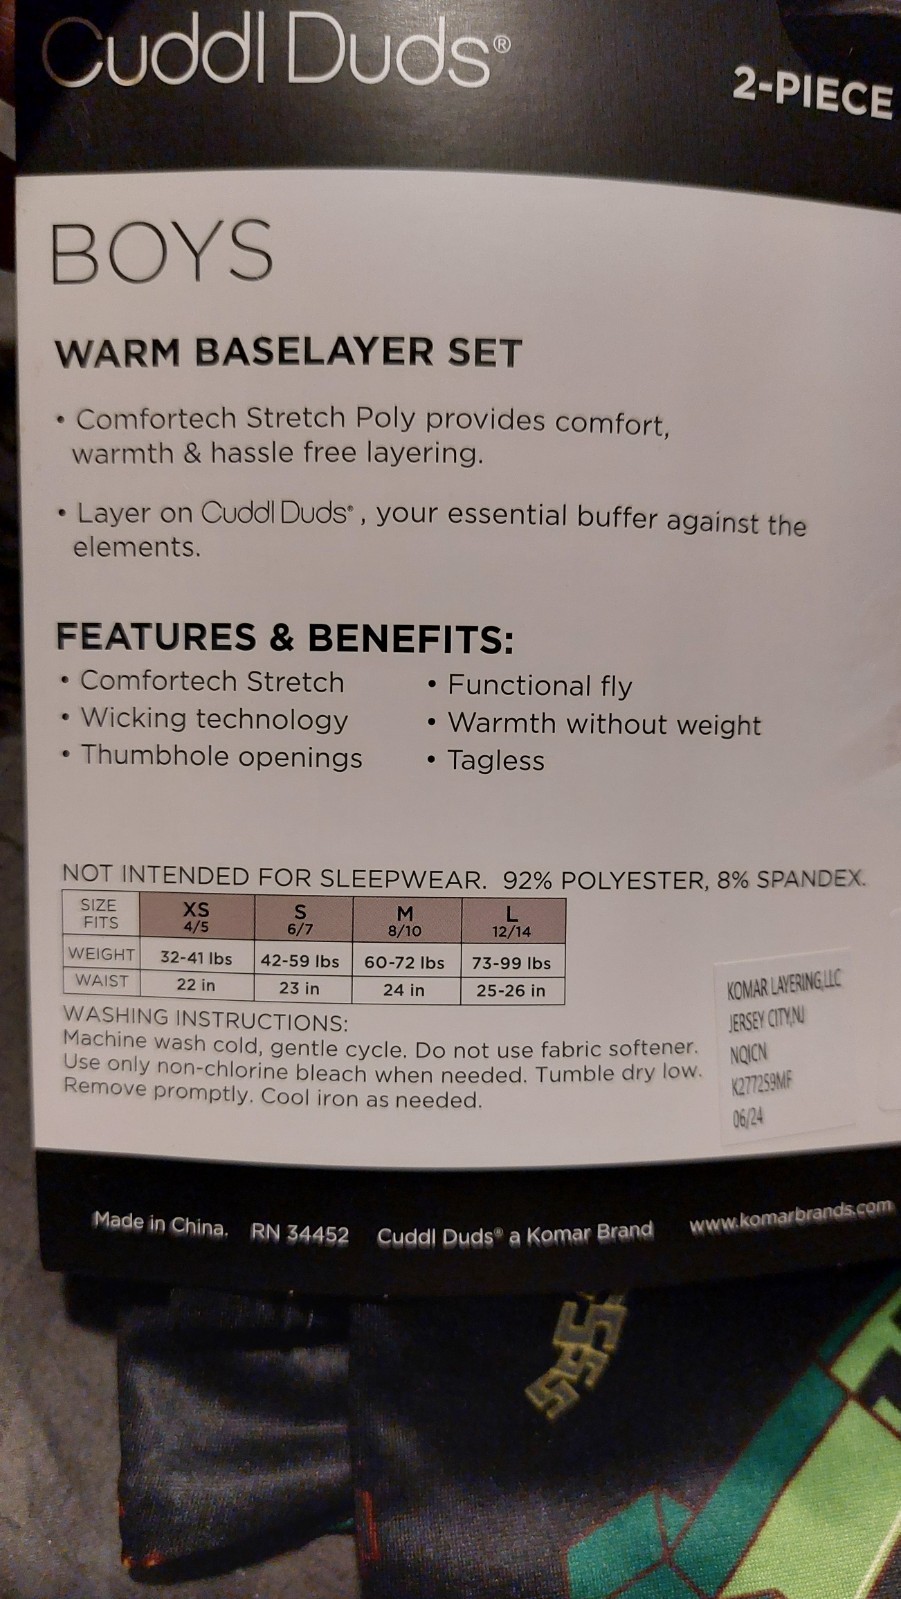 Cuddl Duds®
2-PIECE
BOYS
WARM BASELAYER SET
• Comfortech Stretch Poly provides comfort,
warmth & hassle free layering.
• Layer on Cuddl Duds®, your essential buffer against the
elements.
FEATURES & BENEFITS:
• Comfortech Stretch
• Wicking technology
• Thumbhole openings
• Functional fly
• Warmth without weight
• Tagless
NOT INTENDED FOR SLEEPWEAR. 92% POLYESTER, 8% SPANDEX.
SIZE FITS XS 4/5 S 6/7 M 8/10 L 12/14
WEIGHT 32-41 lbs 42-59 lbs 60-72 lbs 73-99 lbs
WAIST 22 in 23 in 24 in 25-26 in
WASHING INSTRUCTIONS:
Machine wash cold, gentle cycle. Do not use fabric softener.
Use only non-chlorine bleach when needed. Tumble dry low.
Remove promptly. Cool iron as needed.
KOMAR LAYERING,LLC
JERSEY CITY,NJ
NQICN
K277259MF
06/24
Made in China. RN 34452 Cuddl Duds® a Komar Brand www.komarbrands.com